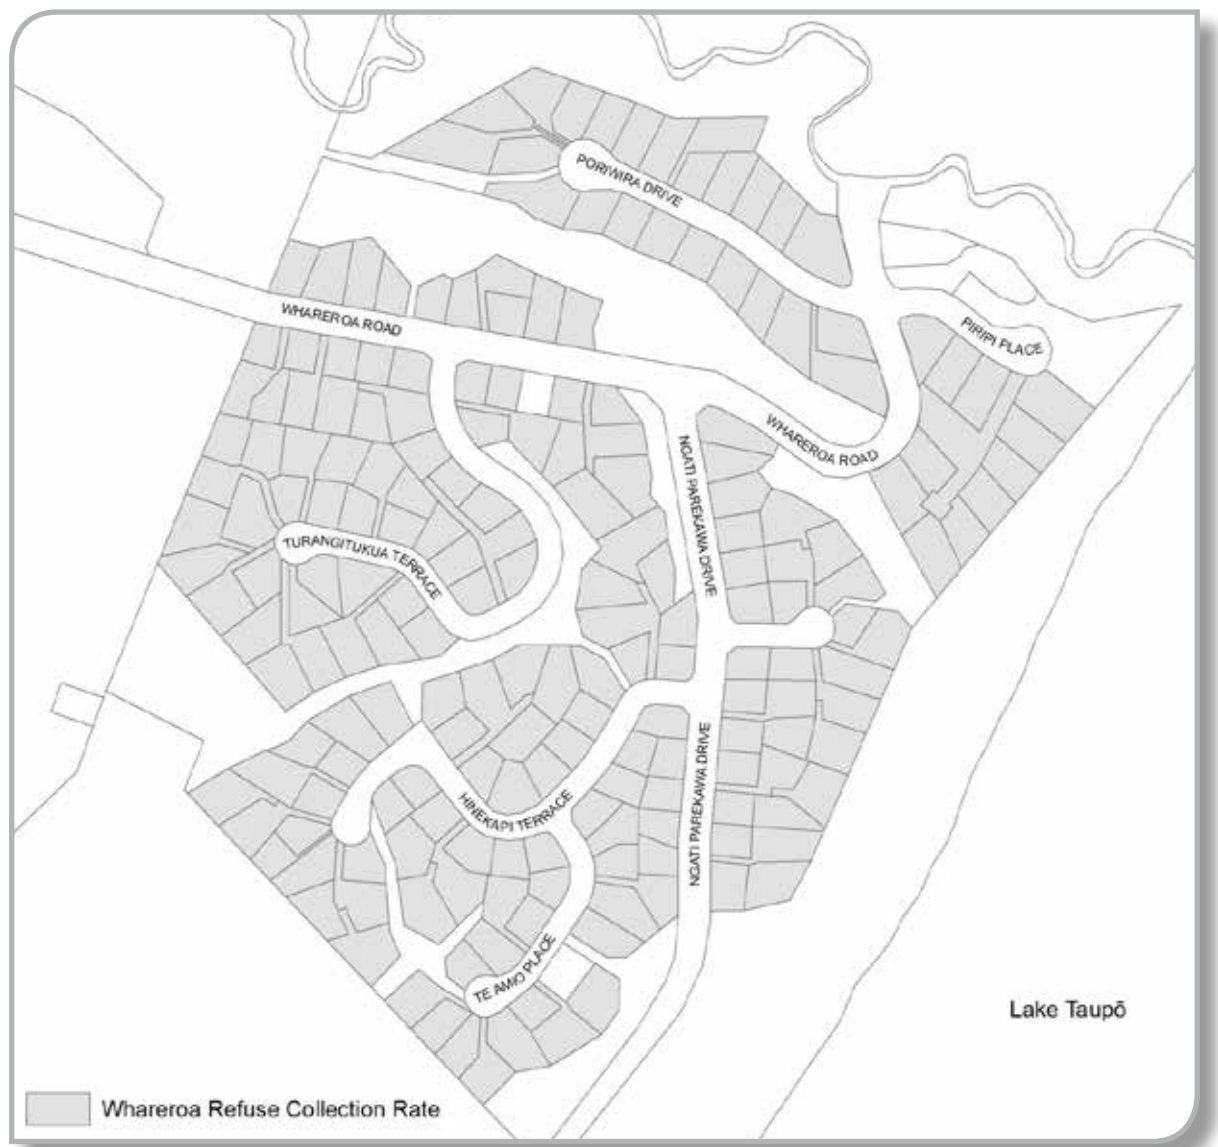 PORIWIRA DRIVE
WHAREROA ROAD
PIRIPI PLACE
WHAREROA ROAD
NGATI PAREKAWA DRIVE
TURANGITUKUA TERRACE
HINEKAPI TERRACE
NGATI PAREKAWA DRIVE
TE AMIO PLACE
Lake Taupō
Whareroa Refuse Collection Rate